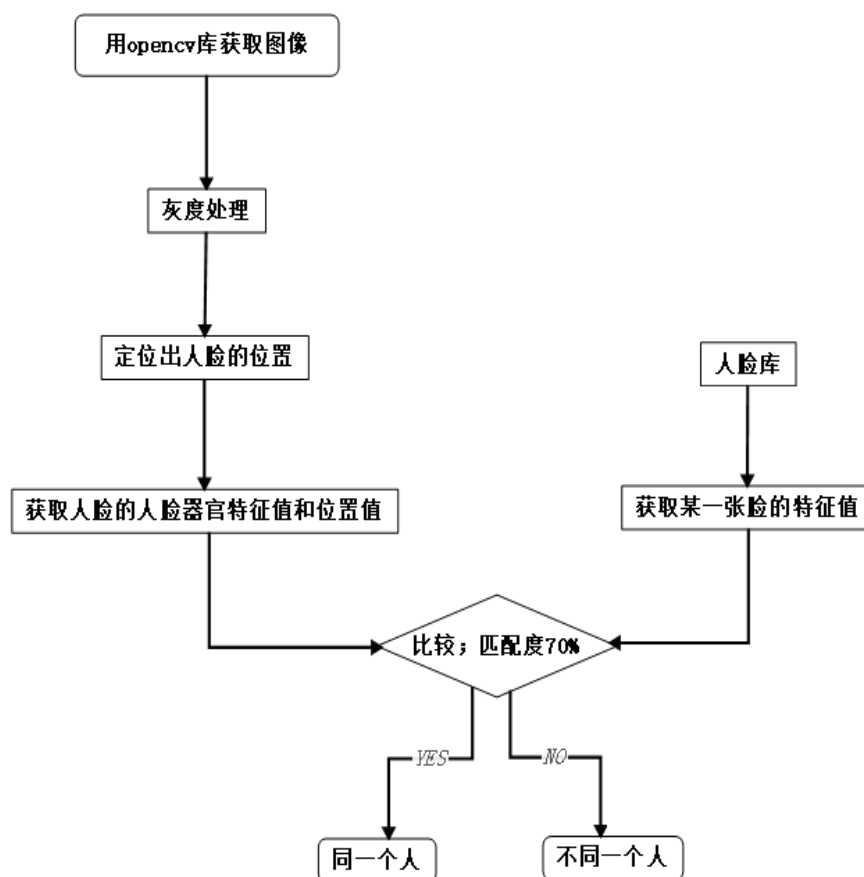 用opencv库获取图像
灰度处理
定位出人脸的位置
人脸库
获取人脸的人脸器官特征值和位置值
获取某一张脸的特征值
比较；匹配度70%
YES
NO
同一个人
不同一个人